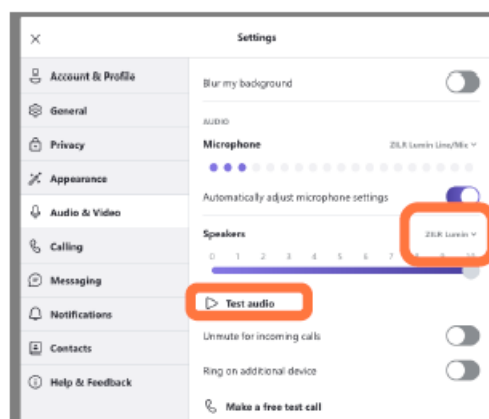 Settings
Account & Profile
General
Privacy
Appearance
Audio & Video
Calling
Messaging
Notifications
Contacts
Help & Feedback
Blur my background
AUDIO
Microphone ZILR Lumin Line/Mic
Automatically adjust microphone settings
Speakers ZILR Lumin
0 1 2 3 4 5 6 7 8 9 10
Test audio
Unmute for incoming calls
Ring on additional device
Make a free test call